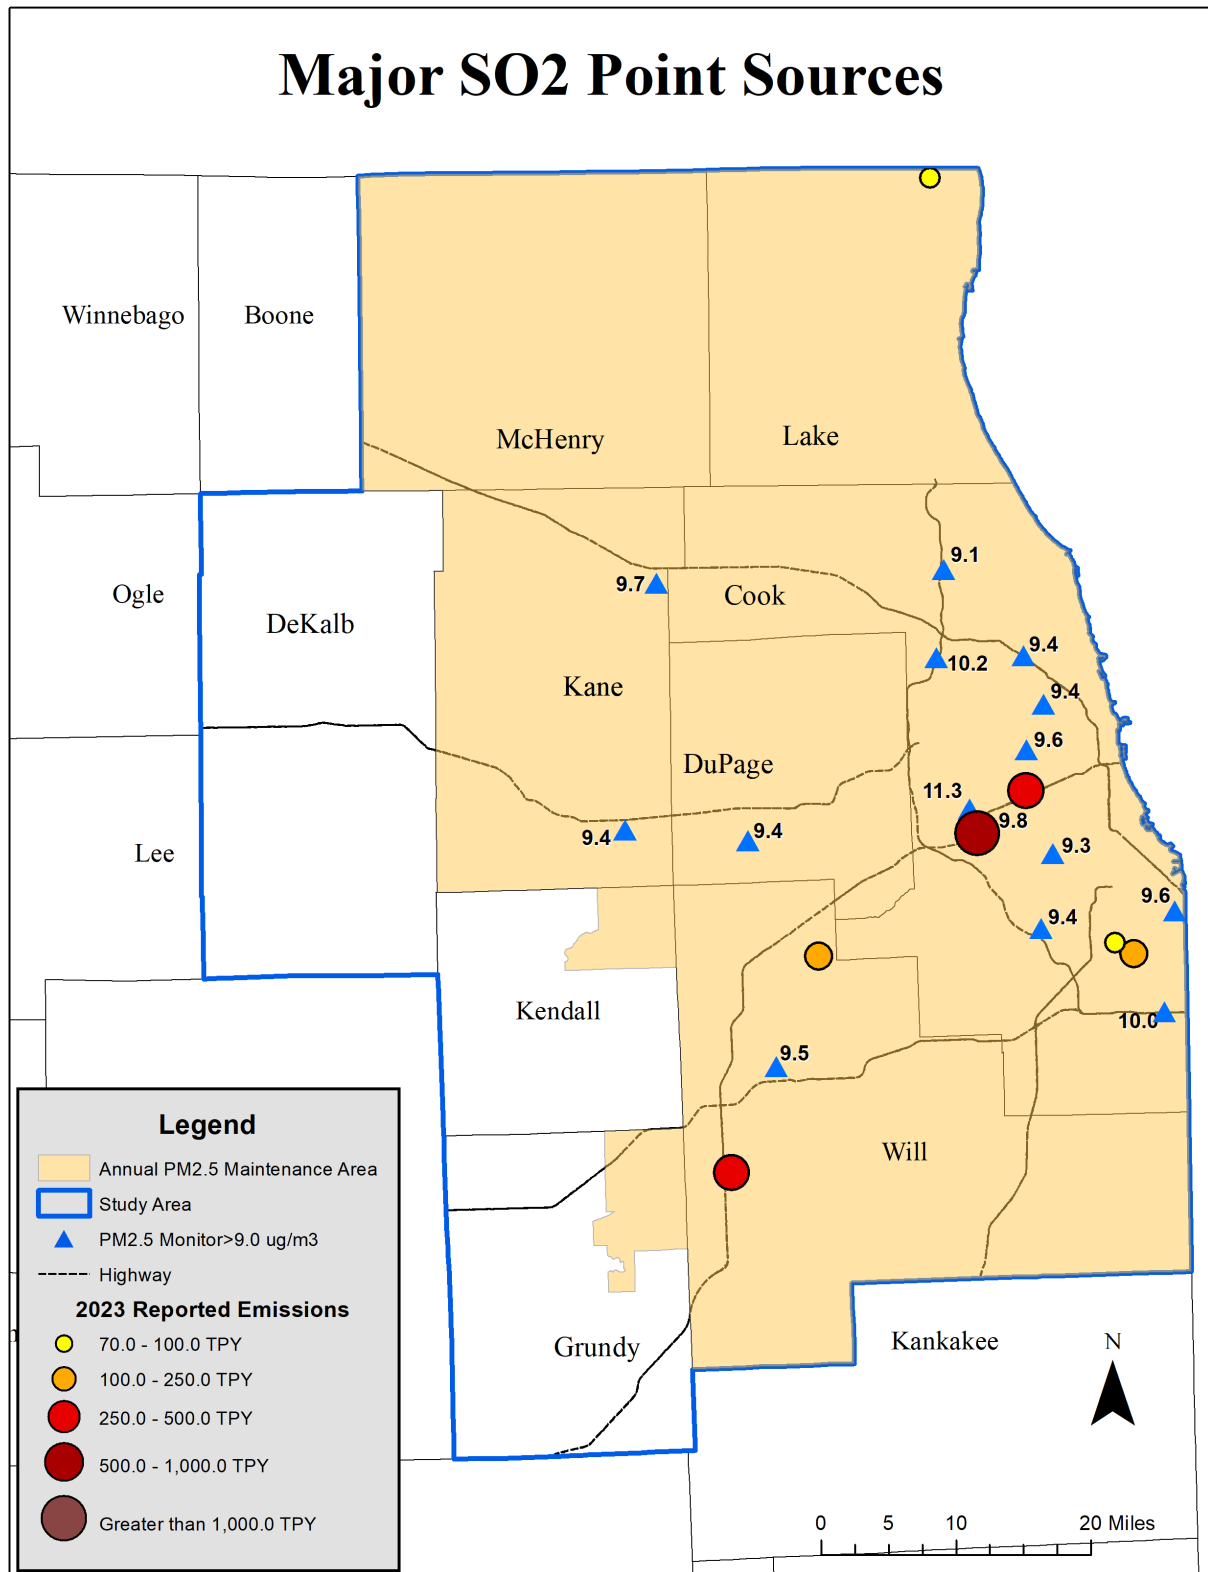 Major SO2 Point Sources
Winnebago
Boone
McHenry
Lake
9.1
9.7
Ogle
Cook
DeKalb
9.4
10.2
Kane
9.4
9.6
DuPage
11.3
9.8
9.4
9.4
9.3
Lee
9.6
9.4
Kendall
10.0
9.5
Will
Grundy
Kankakee
N
Legend
Annual PM2.5 Maintenance Area
Study Area
PM2.5 Monitor>9.0 ug/m3
Highway
2023 Reported Emissions
70.0 - 100.0 TPY
100.0 - 250.0 TPY
250.0 - 500.0 TPY
500.0 - 1,000.0 TPY
Greater than 1,000.0 TPY
0 5 10 20 Miles